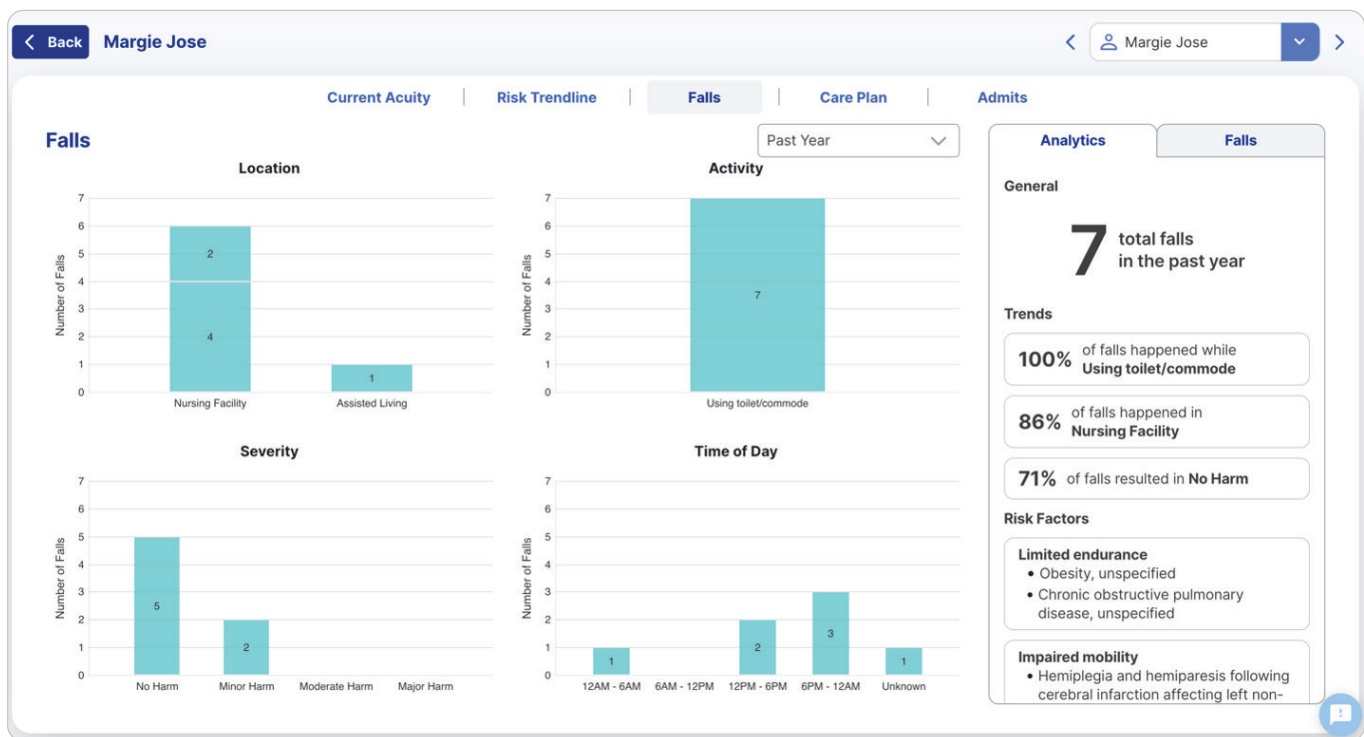 Back
Margie Jose
Margie Jose
Current Acuity
Risk Trendline
Falls
Care Plan
Admits
Falls
Past Year
Location
Number of Falls
7
6
5
4
3
2
1
0
2
4
1
Nursing Facility
Assisted Living
Activity
Number of Falls
7
6
5
4
3
2
1
0
7
Using toilet/commode
Severity
Number of Falls
7
6
5
4
3
2
1
0
5
2
No Harm
Minor Harm
Moderate Harm
Major Harm
Time of Day
Number of Falls
7
6
5
4
3
2
1
0
1
2
3
1
12AM - 6AM
6AM - 12PM
12PM - 6PM
6PM - 12AM
Unknown
Analytics
Falls
General
7 total falls
in the past year
Trends
100% of falls happened while
Using toilet/commode
86% of falls happened in
Nursing Facility
71% of falls resulted in No Harm
Risk Factors
Limited endurance
• Obesity, unspecified
• Chronic obstructive pulmonary
disease, unspecified
Impaired mobility
• Hemiplegia and hemiparesis following
cerebral infarction affecting left non-